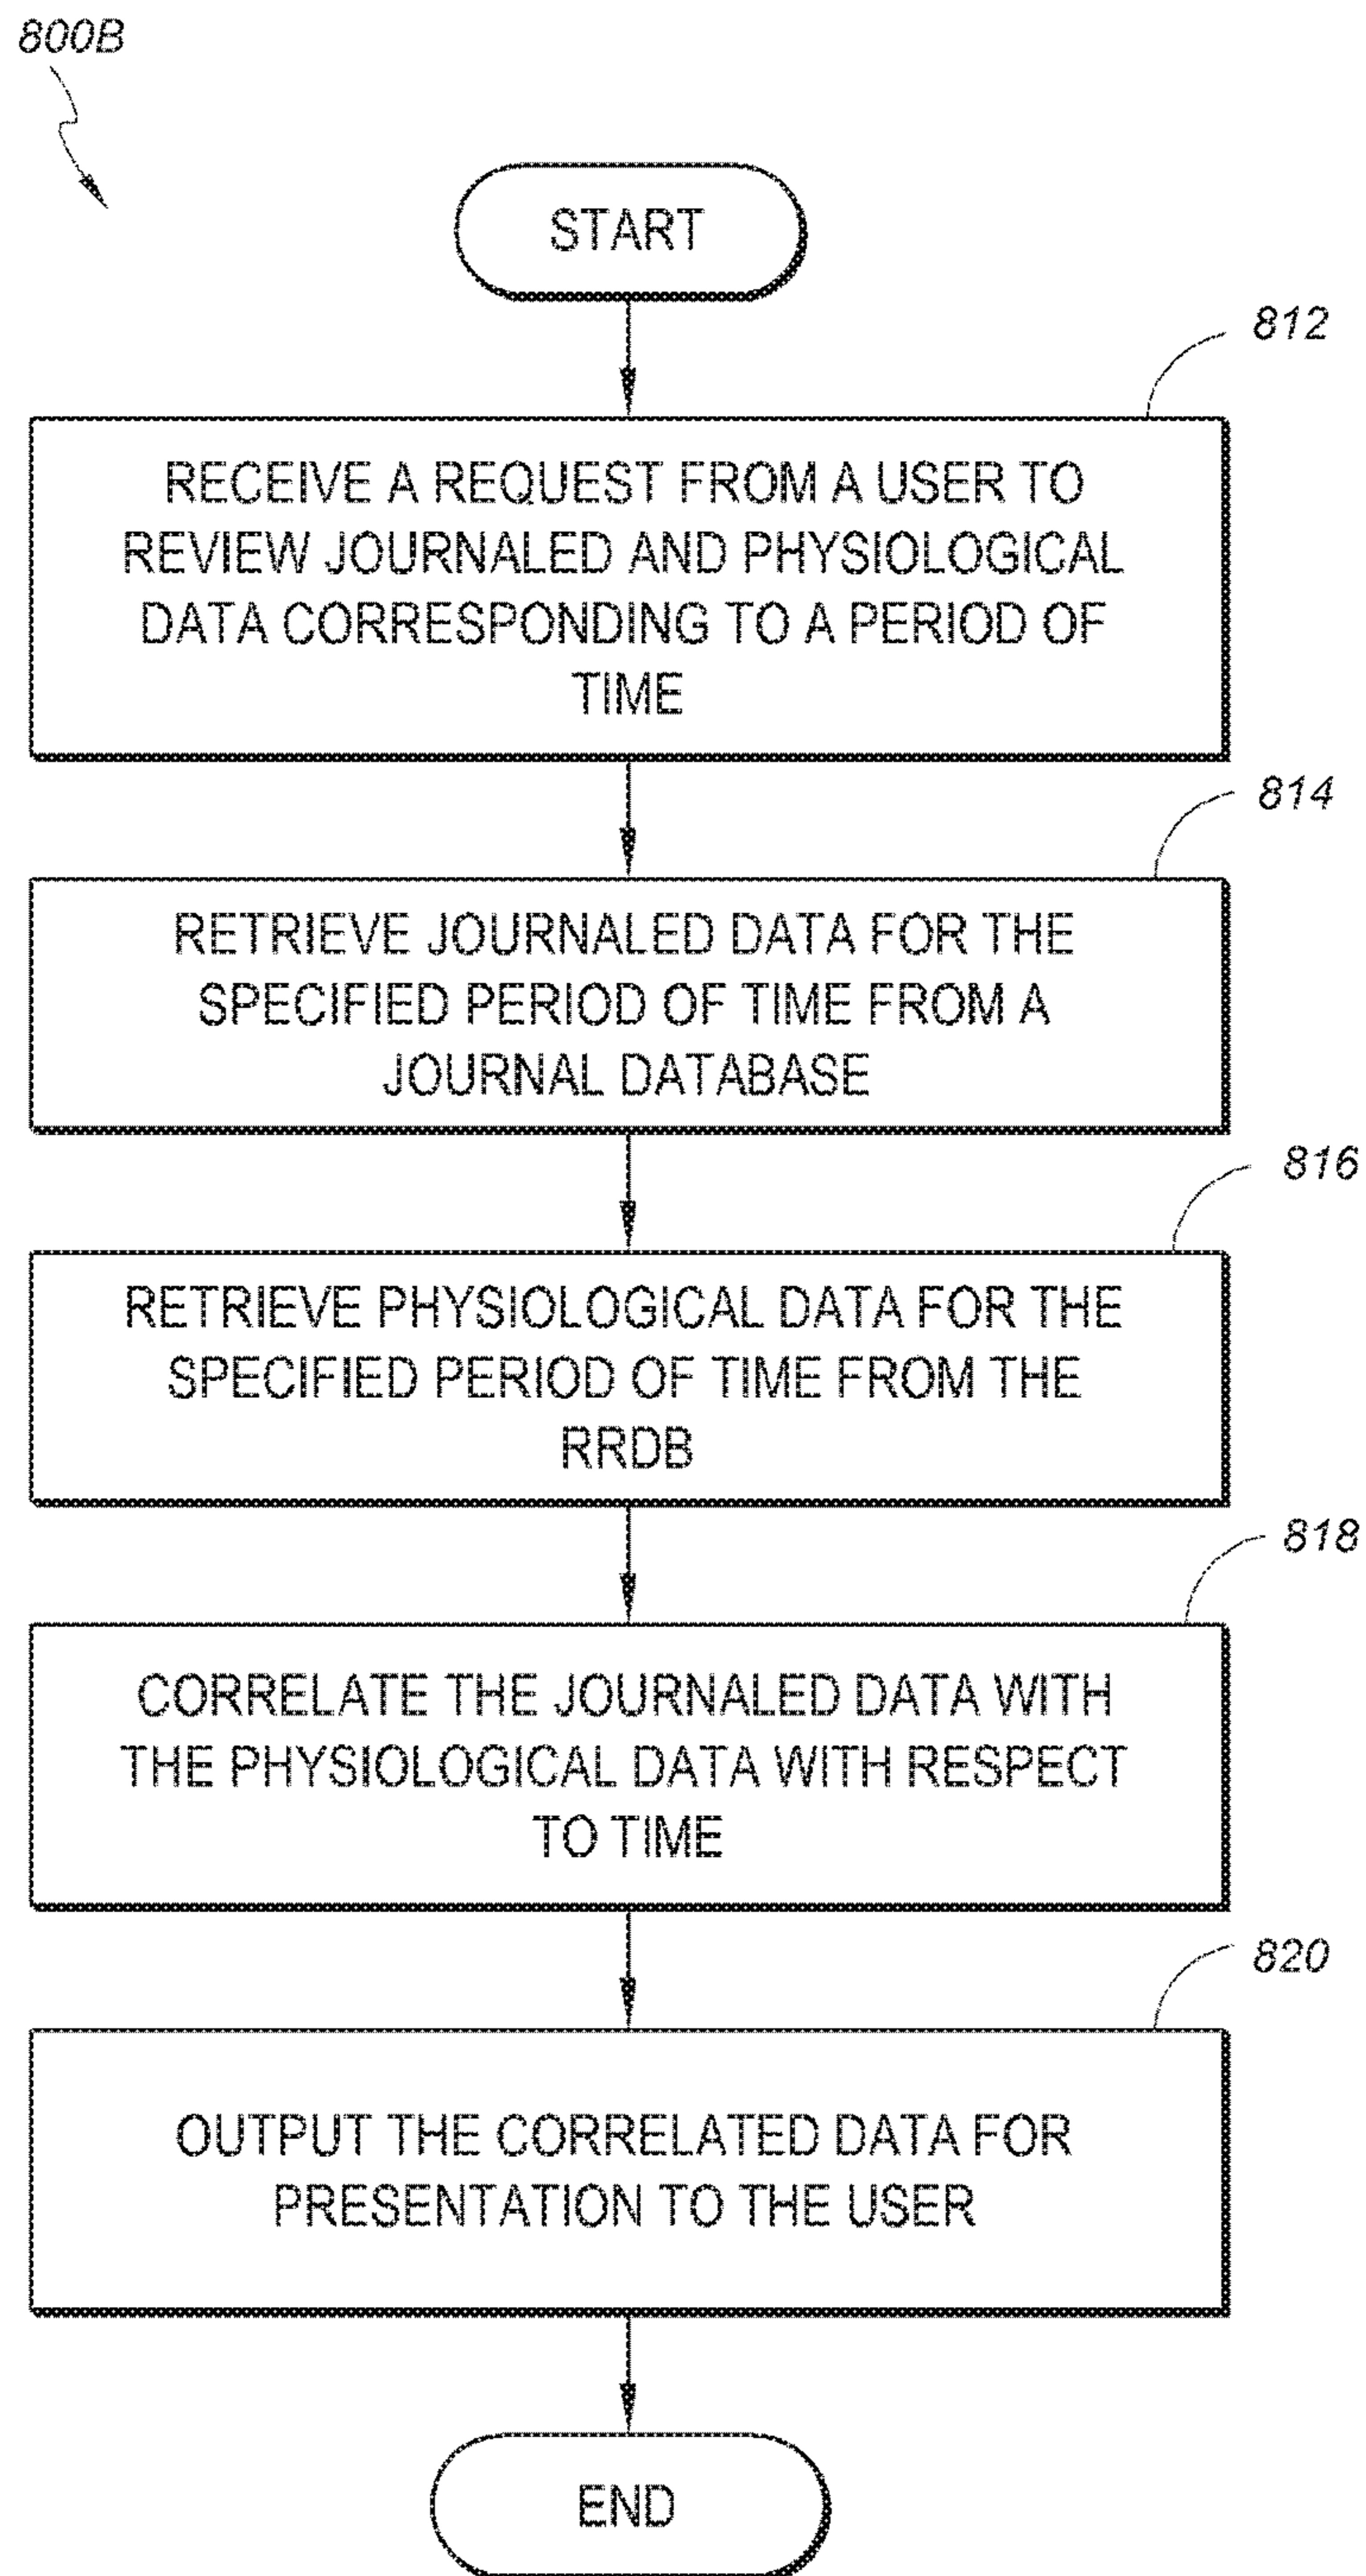 800B
START
812
RECEIVE A REQUEST FROM A USER TO
REVIEW JOURNALED AND PHYSIOLOGICAL
DATA CORRESPONDING TO A PERIOD OF
TIME
814
RETRIEVE JOURNALED DATA FOR THE
SPECIFIED PERIOD OF TIME FROM A
JOURNAL DATABASE
816
RETRIEVE PHYSIOLOGICAL DATA FOR THE
SPECIFIED PERIOD OF TIME FROM THE
RRDB
818
CORRELATE THE JOURNALED DATA WITH
THE PHYSIOLOGICAL DATA WITH RESPECT
TO TIME
820
OUTPUT THE CORRELATED DATA FOR
PRESENTATION TO THE USER
END